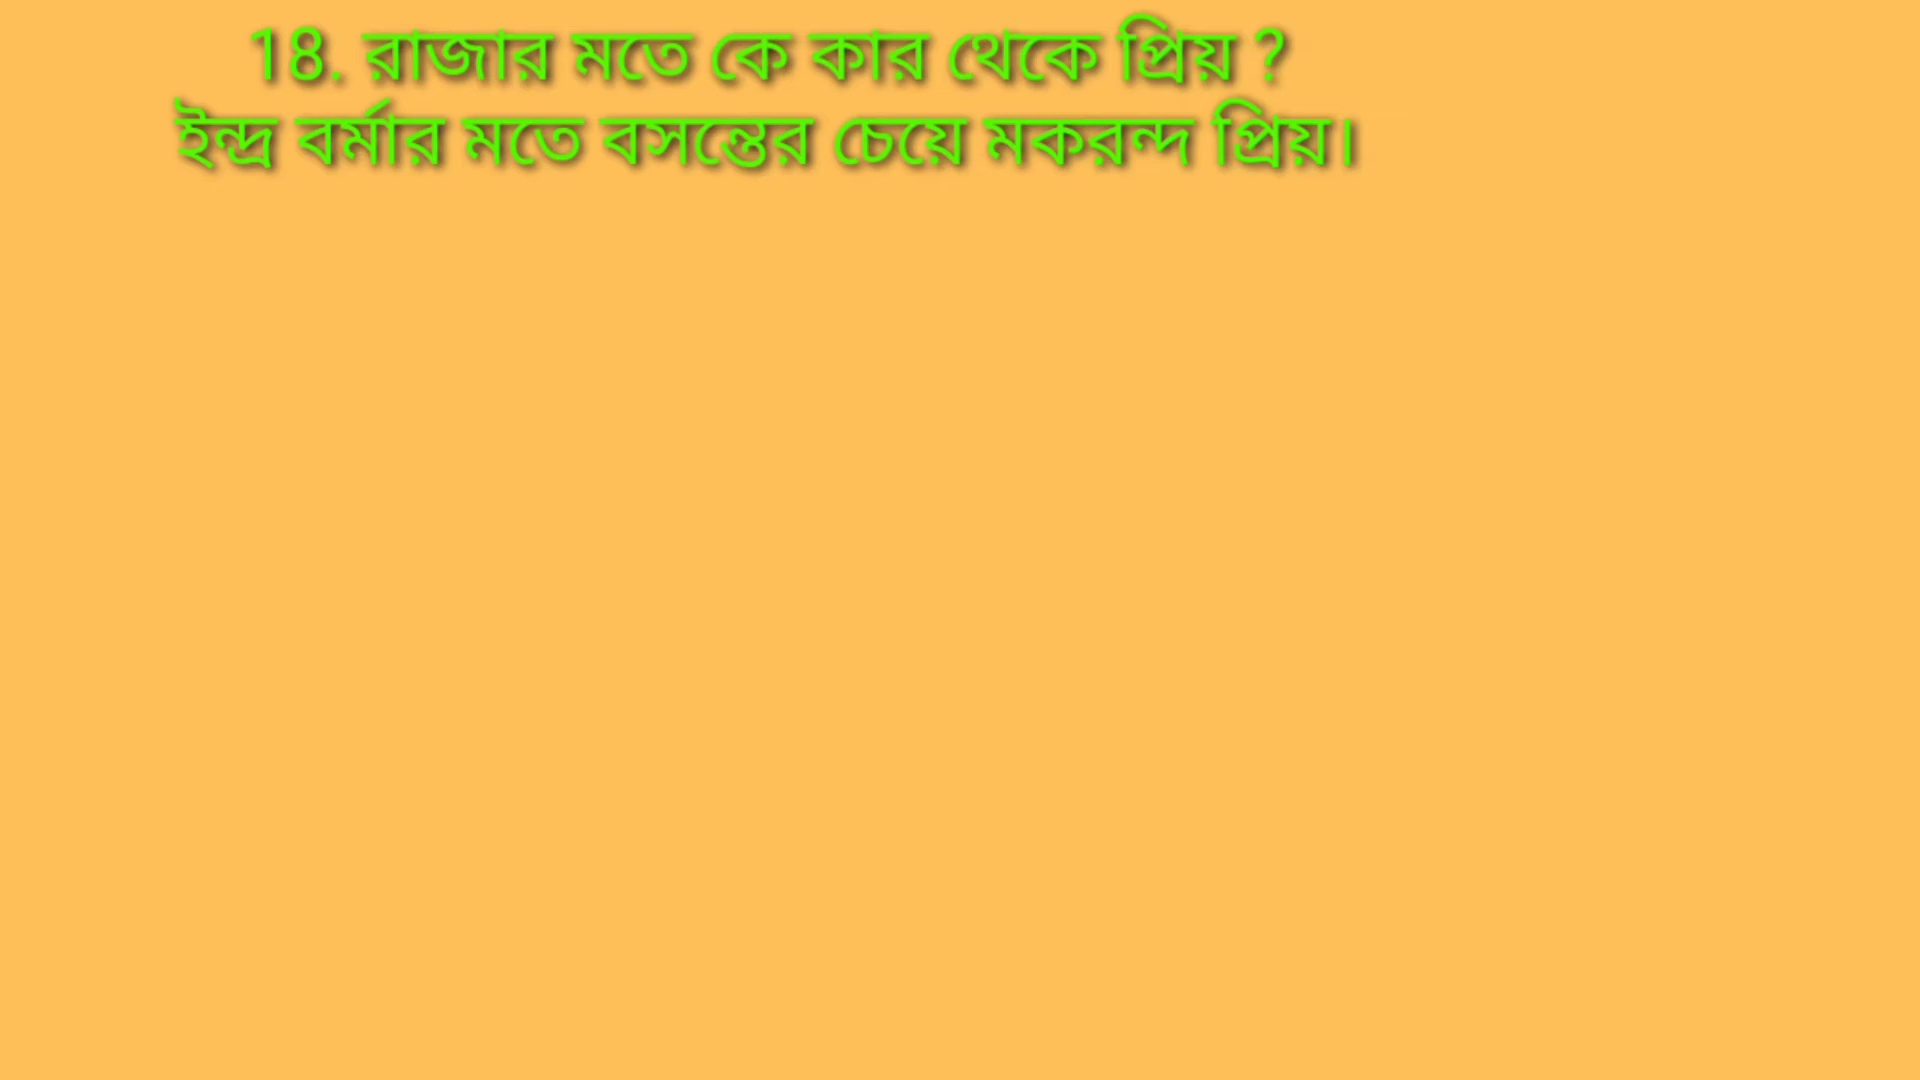 18. রাজার মতে কে কার থেকে প্রিয় ?
ইন্দ্র বর্মার মতে বসন্তের চেয়ে মকরন্দ প্রিয়।